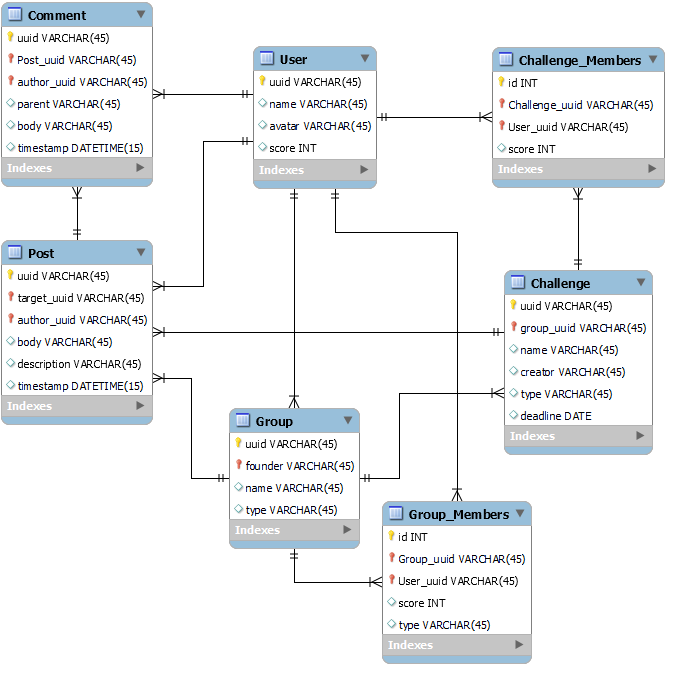 Comment
uuid VARCHAR(45)
Post_uuid VARCHAR(45)
author_uuid VARCHAR(45)
parent VARCHAR(45)
body VARCHAR(45)
timestamp DATETIME(15)
Indexes
User
uuid VARCHAR(45)
name VARCHAR(45)
avatar VARCHAR(45)
score INT
Indexes
Challenge_Members
id INT
Challenge_uuid VARCHAR(45)
User_uuid VARCHAR(45)
score INT
Indexes
Post
uuid VARCHAR(45)
target_uuid VARCHAR(45)
author_uuid VARCHAR(45)
body VARCHAR(45)
description VARCHAR(45)
timestamp DATETIME(15)
Indexes
Challenge
uuid VARCHAR(45)
group_uuid VARCHAR(45)
name VARCHAR(45)
creator VARCHAR(45)
type VARCHAR(45)
deadline DATE
Indexes
Group
uuid VARCHAR(45)
founder VARCHAR(45)
name VARCHAR(45)
type VARCHAR(45)
Indexes
Group_Members
id INT
Group_uuid VARCHAR(45)
User_uuid VARCHAR(45)
score INT
type VARCHAR(45)
Indexes